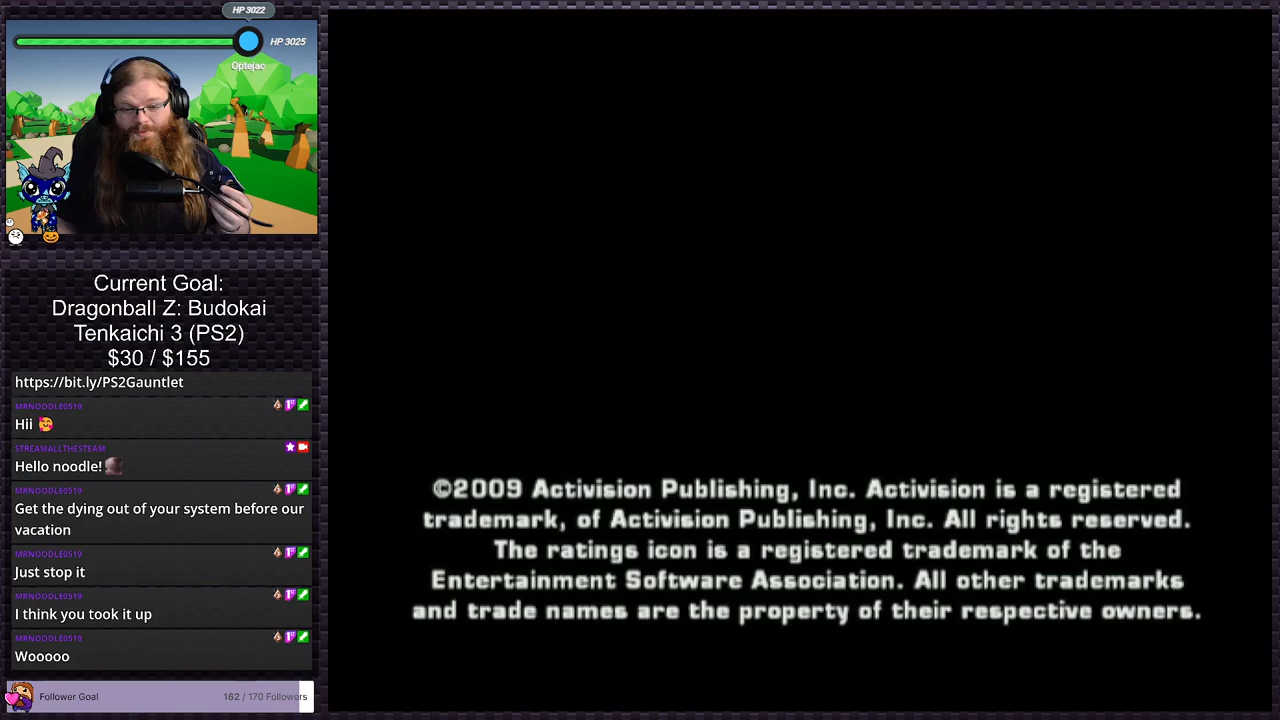 HP 3022
HP 3025
Optejac
Current Goal:
Dragonball Z: Budokai
Tenkaichi 3 (PS2)
$30 / $155
https://bit.ly/PS2Gauntlet
MRNOODLE0519
Hii
STREAMALLTHESTEAM
Hello noodle!
MRNOODLE0519
Get the dying out of your system before our
vacation
MRNOODLE0519
Just stop it
MRNOODLE0519
I think you took it up
MRNOODLE0519
Wooooo
Follower Goal
162 / 170 Followers
©2009 Activision Publishing, Inc. Activision is a registered
trademark, of Activision Publishing, Inc. All rights reserved.
The ratings icon is a registered trademark of the
Entertainment Software Association. All other trademarks
and trade names are the property of their respective owners.